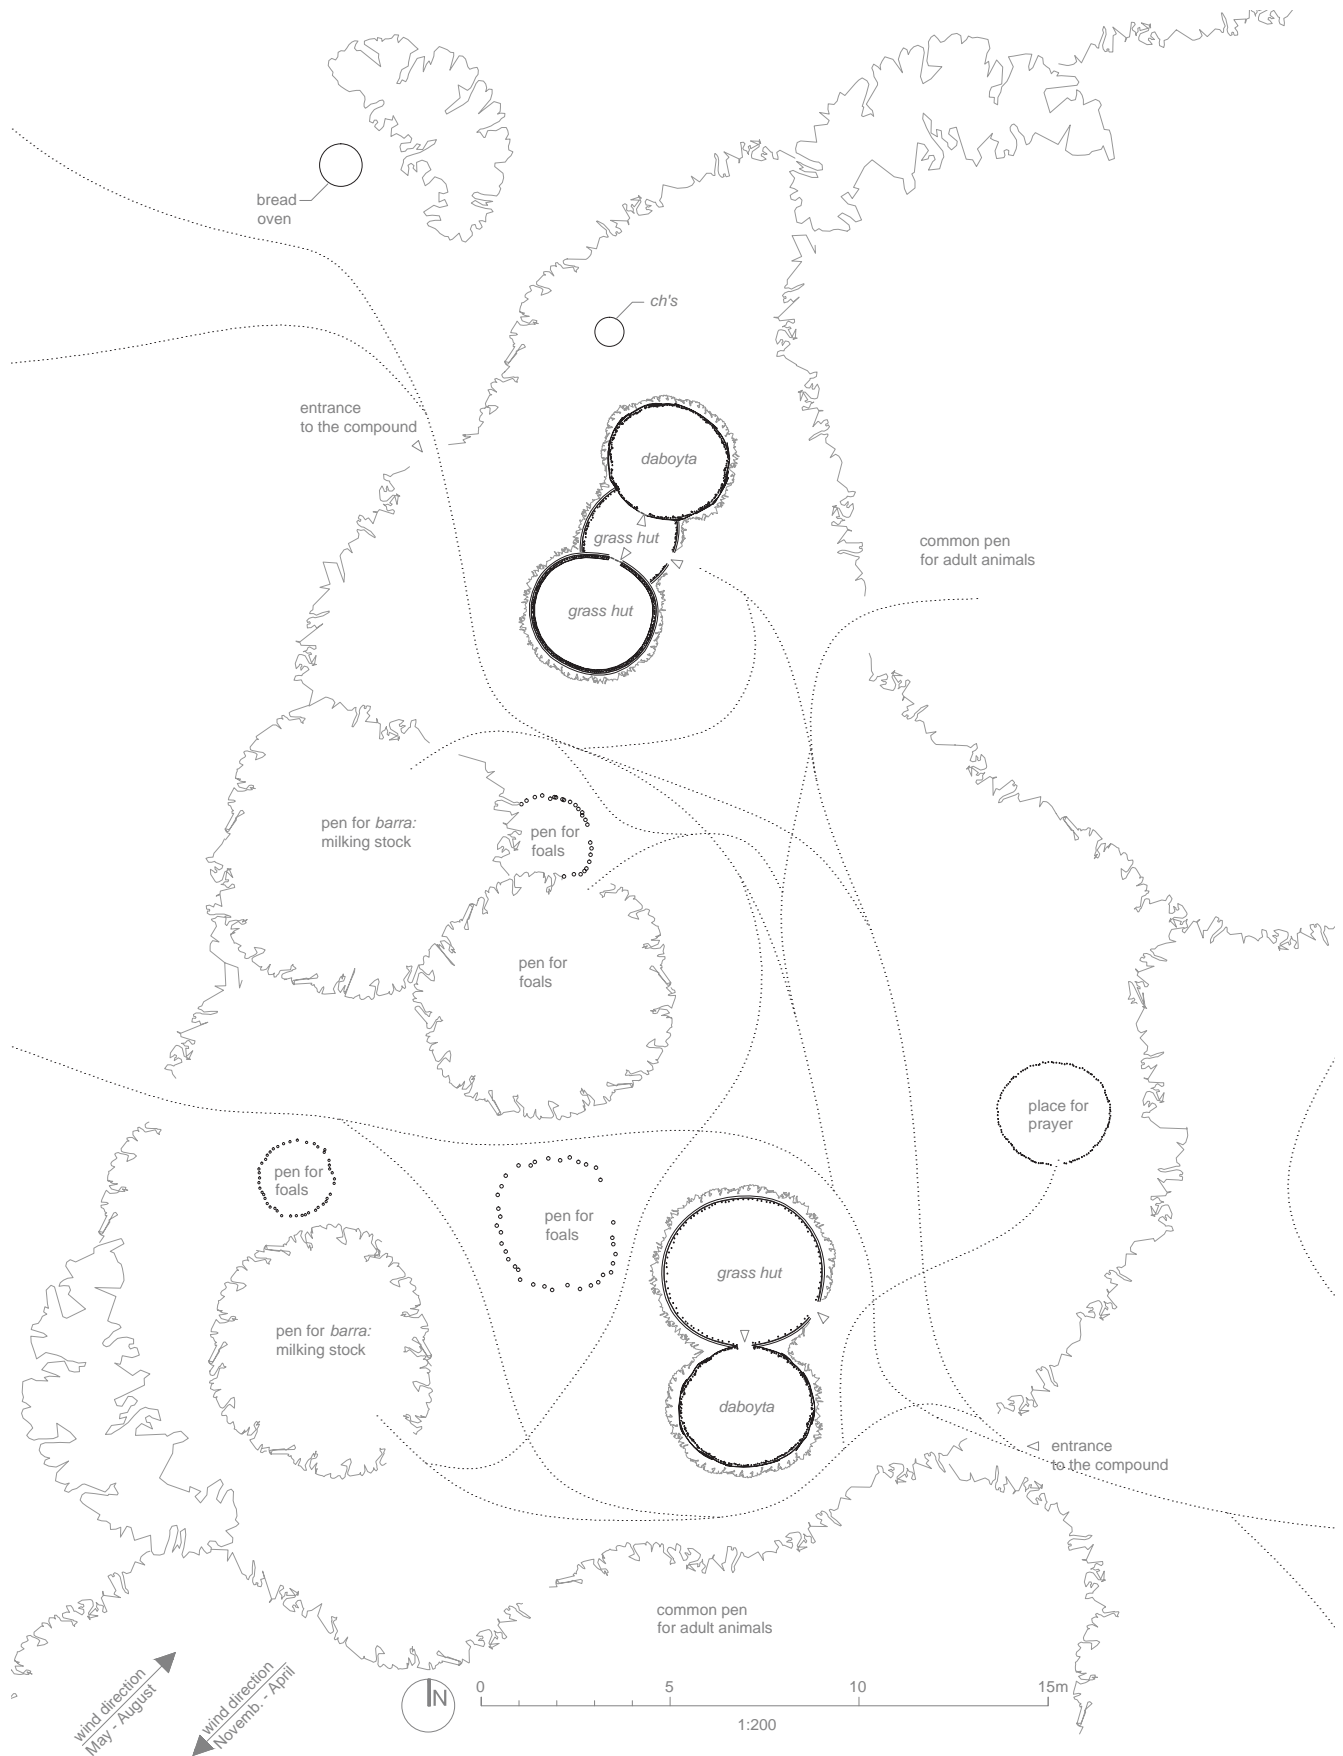 bread
oven
ch's
entrance
to the compound
daboyta
grass hut
common pen
for adult animals
grass hut
pen for barra:
milking stock
pen for
foals
pen for
foals
place for
prayer
pen for
foals
pen for
foals
grass hut
pen for barra:
milking stock
daboyta
entrance
to the compound
common pen
for adult animals
wind direction
May - August
wind direction
Novemb. - April
N
0 5 10 15m
1:200